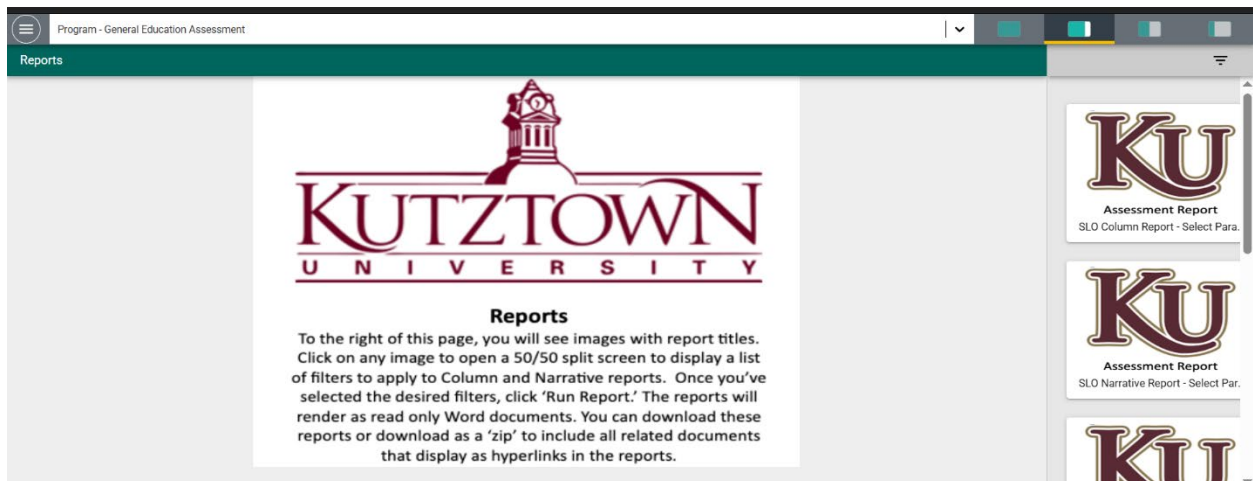 Program - General Education Assessment
Reports
KUTZTOWN
UNIVERSITY
Reports
To the right of this page, you will see images with report titles.
Click on any image to open a 50/50 split screen to display a list
of filters to apply to Column and Narrative reports.  Once you’ve
selected the desired filters, click ‘Run Report.’ The reports will
render as read only Word documents. You can download these
reports or download as a ‘zip’ to include all related documents
that display as hyperlinks in the reports.
KU
Assessment Report
SLO Column Report - Select Para.
KU
Assessment Report
SLO Narrative Report - Select Par.
KU